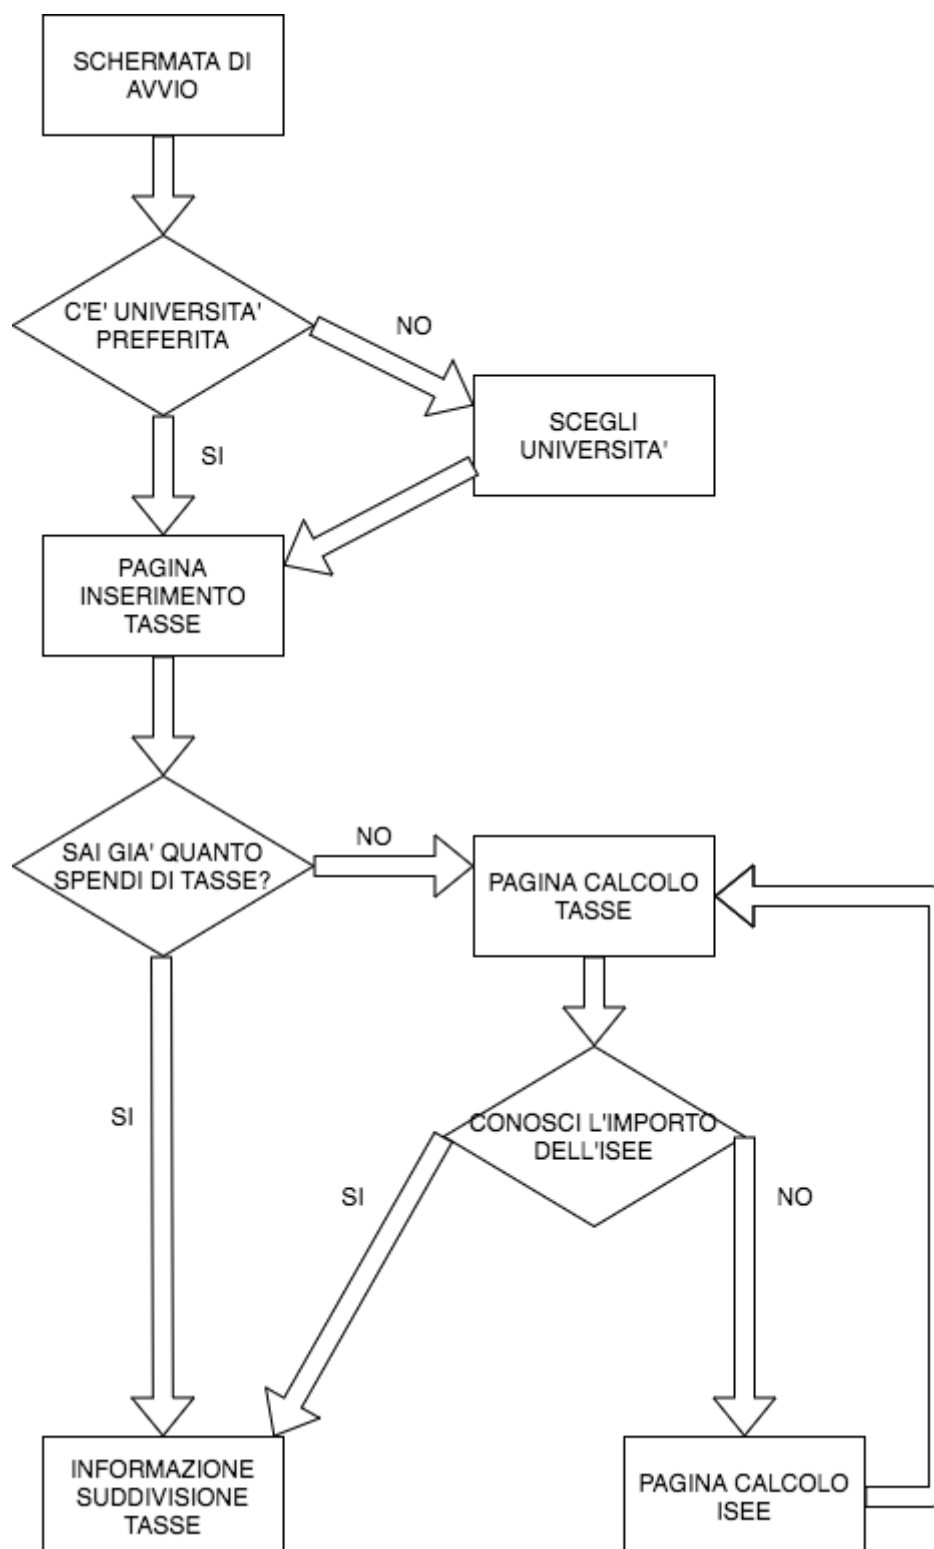 SCHERMATA DI
AVVIO
C'E' UNIVERSITA'
PREFERITA
NO
SCEGLI
UNIVERSITA'
SI
PAGINA
INSERIMENTO
TASSE
SAI GIA' QUANTO
SPENDI DI TASSE?
NO
PAGINA CALCOLO
TASSE
CONOSCI L'IMPORTO
DELL'ISEE
SI
SI
NO
INFORMAZIONE
SUDDIVISIONE
TASSE
PAGINA CALCOLO
ISEE